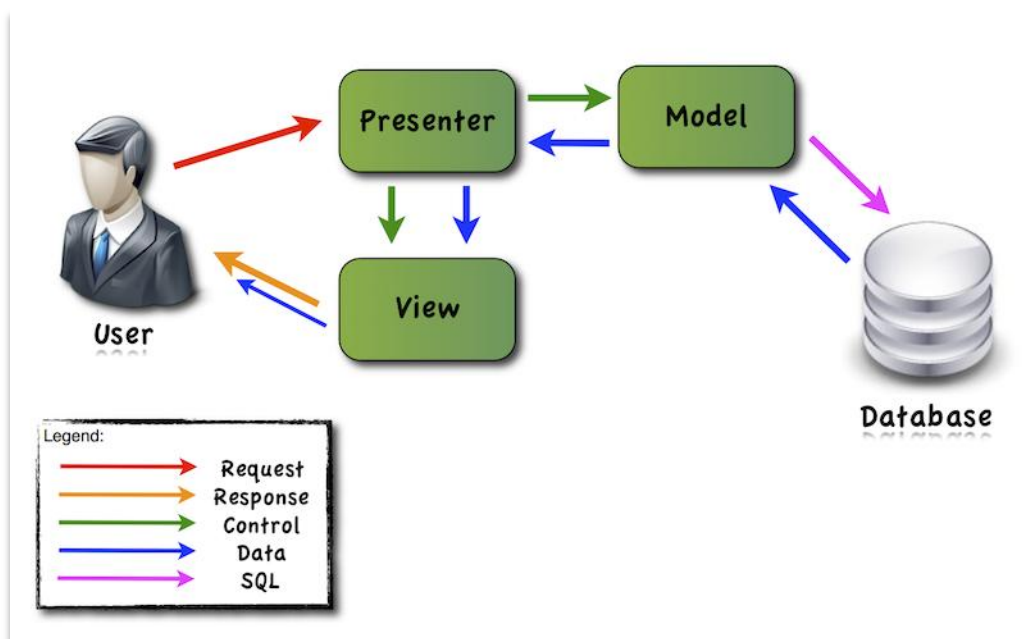 Presenter
Model
View
User
Database
Legend:
Request
Response
Control
Data
SQL